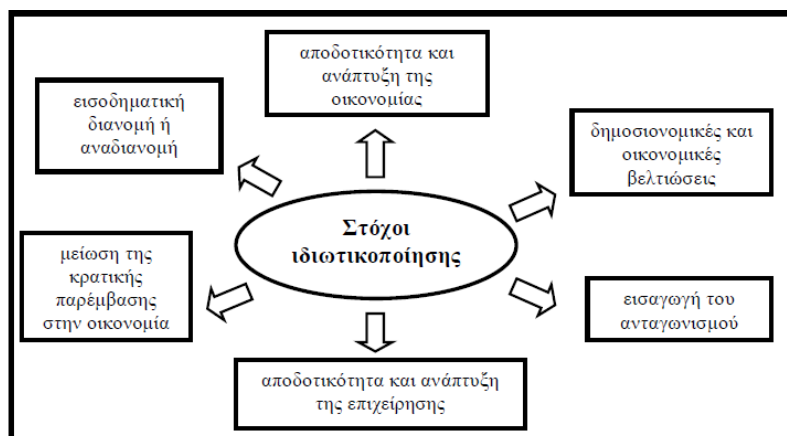 αποδοτικότητα και
ανάπτυξη της
οικονομίας
εισοδηματική
διανομή ή
αναδιανομή
δημοσιονομικές και
οικονομικές
βελτιώσεις
Στόχοι
ιδιωτικοποίησης
μείωση της
κρατικής
παρέμβασης
στην οικονομία
εισαγωγή του
ανταγωνισμού
αποδοτικότητα και ανάπτυξη
της επιχείρησης